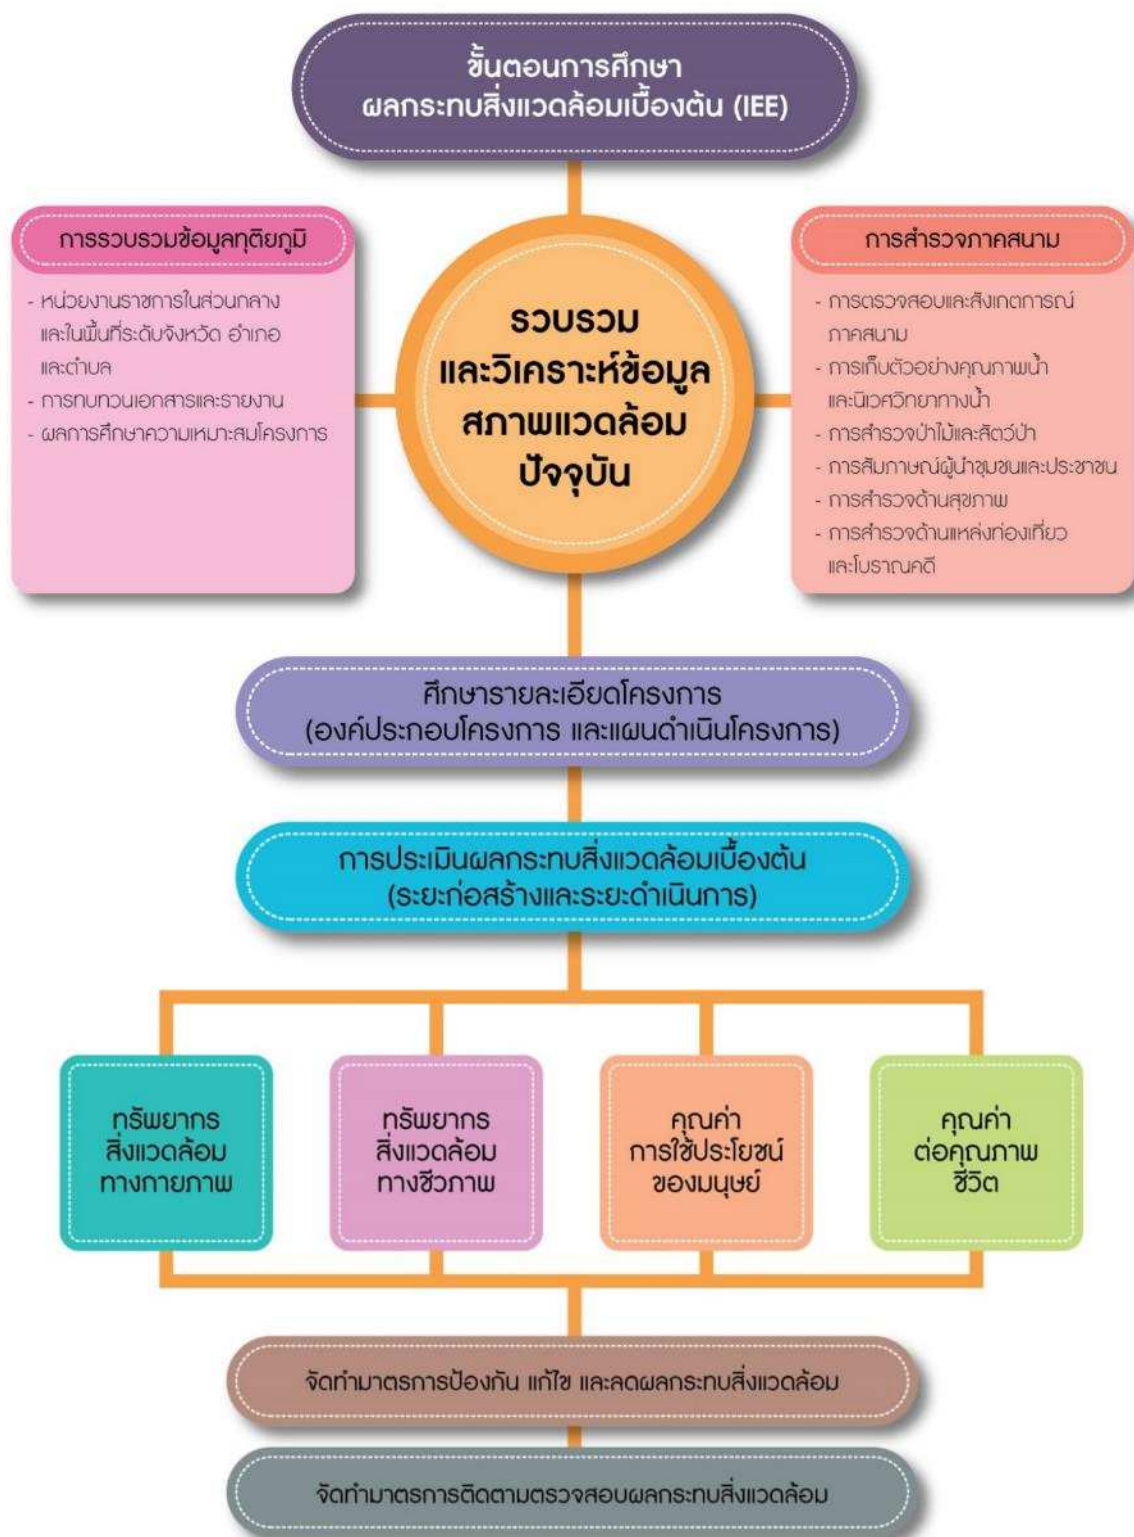 ขั้นตอนการศึกษา
ผลกระทบสิ่งแวดล้อมเบื้องต้น (IEE)
การรวบรวมข้อมูลทุติยภูมิ
- หน่วยงานราชการในส่วนกลาง
และในพื้นที่ระดับจังหวัด อำเภอ
และตำบล
- การทบทวนเอกสารและรายงาน
- ผลการศึกษาความเหมาะสมโครงการ
รวบรวม
และวิเคราะห์ข้อมูล
สภาพแวดล้อม
ปัจจุบัน
การสำรวจภาคสนาม
- การตรวจสอบและสังเกตการณ์
ภาคสนาม
- การเก็บตัวอย่างคุณภาพน้ำ
และนิเวศวิทยาทางน้ำ
- การสำรวจป่าไม้และสัตว์ป่า
- การสัมภาษณ์ผู้นำชุมชนและประชาชน
- การสำรวจด้านสุขภาพ
- การสำรวจด้านแหล่งท่องเที่ยว
และโบราณคดี
ศึกษารายละเอียดโครงการ
(องค์ประกอบโครงการ และแผนดำเนินโครงการ)
การประเมินผลกระทบสิ่งแวดล้อมเบื้องต้น
(ระยะก่อสร้างและระยะดำเนินการ)
ทรัพยากร
สิ่งแวดล้อม
ทางกายภาพ
ทรัพยากร
สิ่งแวดล้อม
ทางชีวภาพ
คุณค่า
การใช้ประโยชน์
ของมนุษย์
คุณค่า
ต่อคุณภาพ
ชีวิต
จัดทำมาตรการป้องกัน แก้ไข และลดผลกระทบสิ่งแวดล้อม
จัดทำมาตรการติดตามตรวจสอบผลกระทบสิ่งแวดล้อม